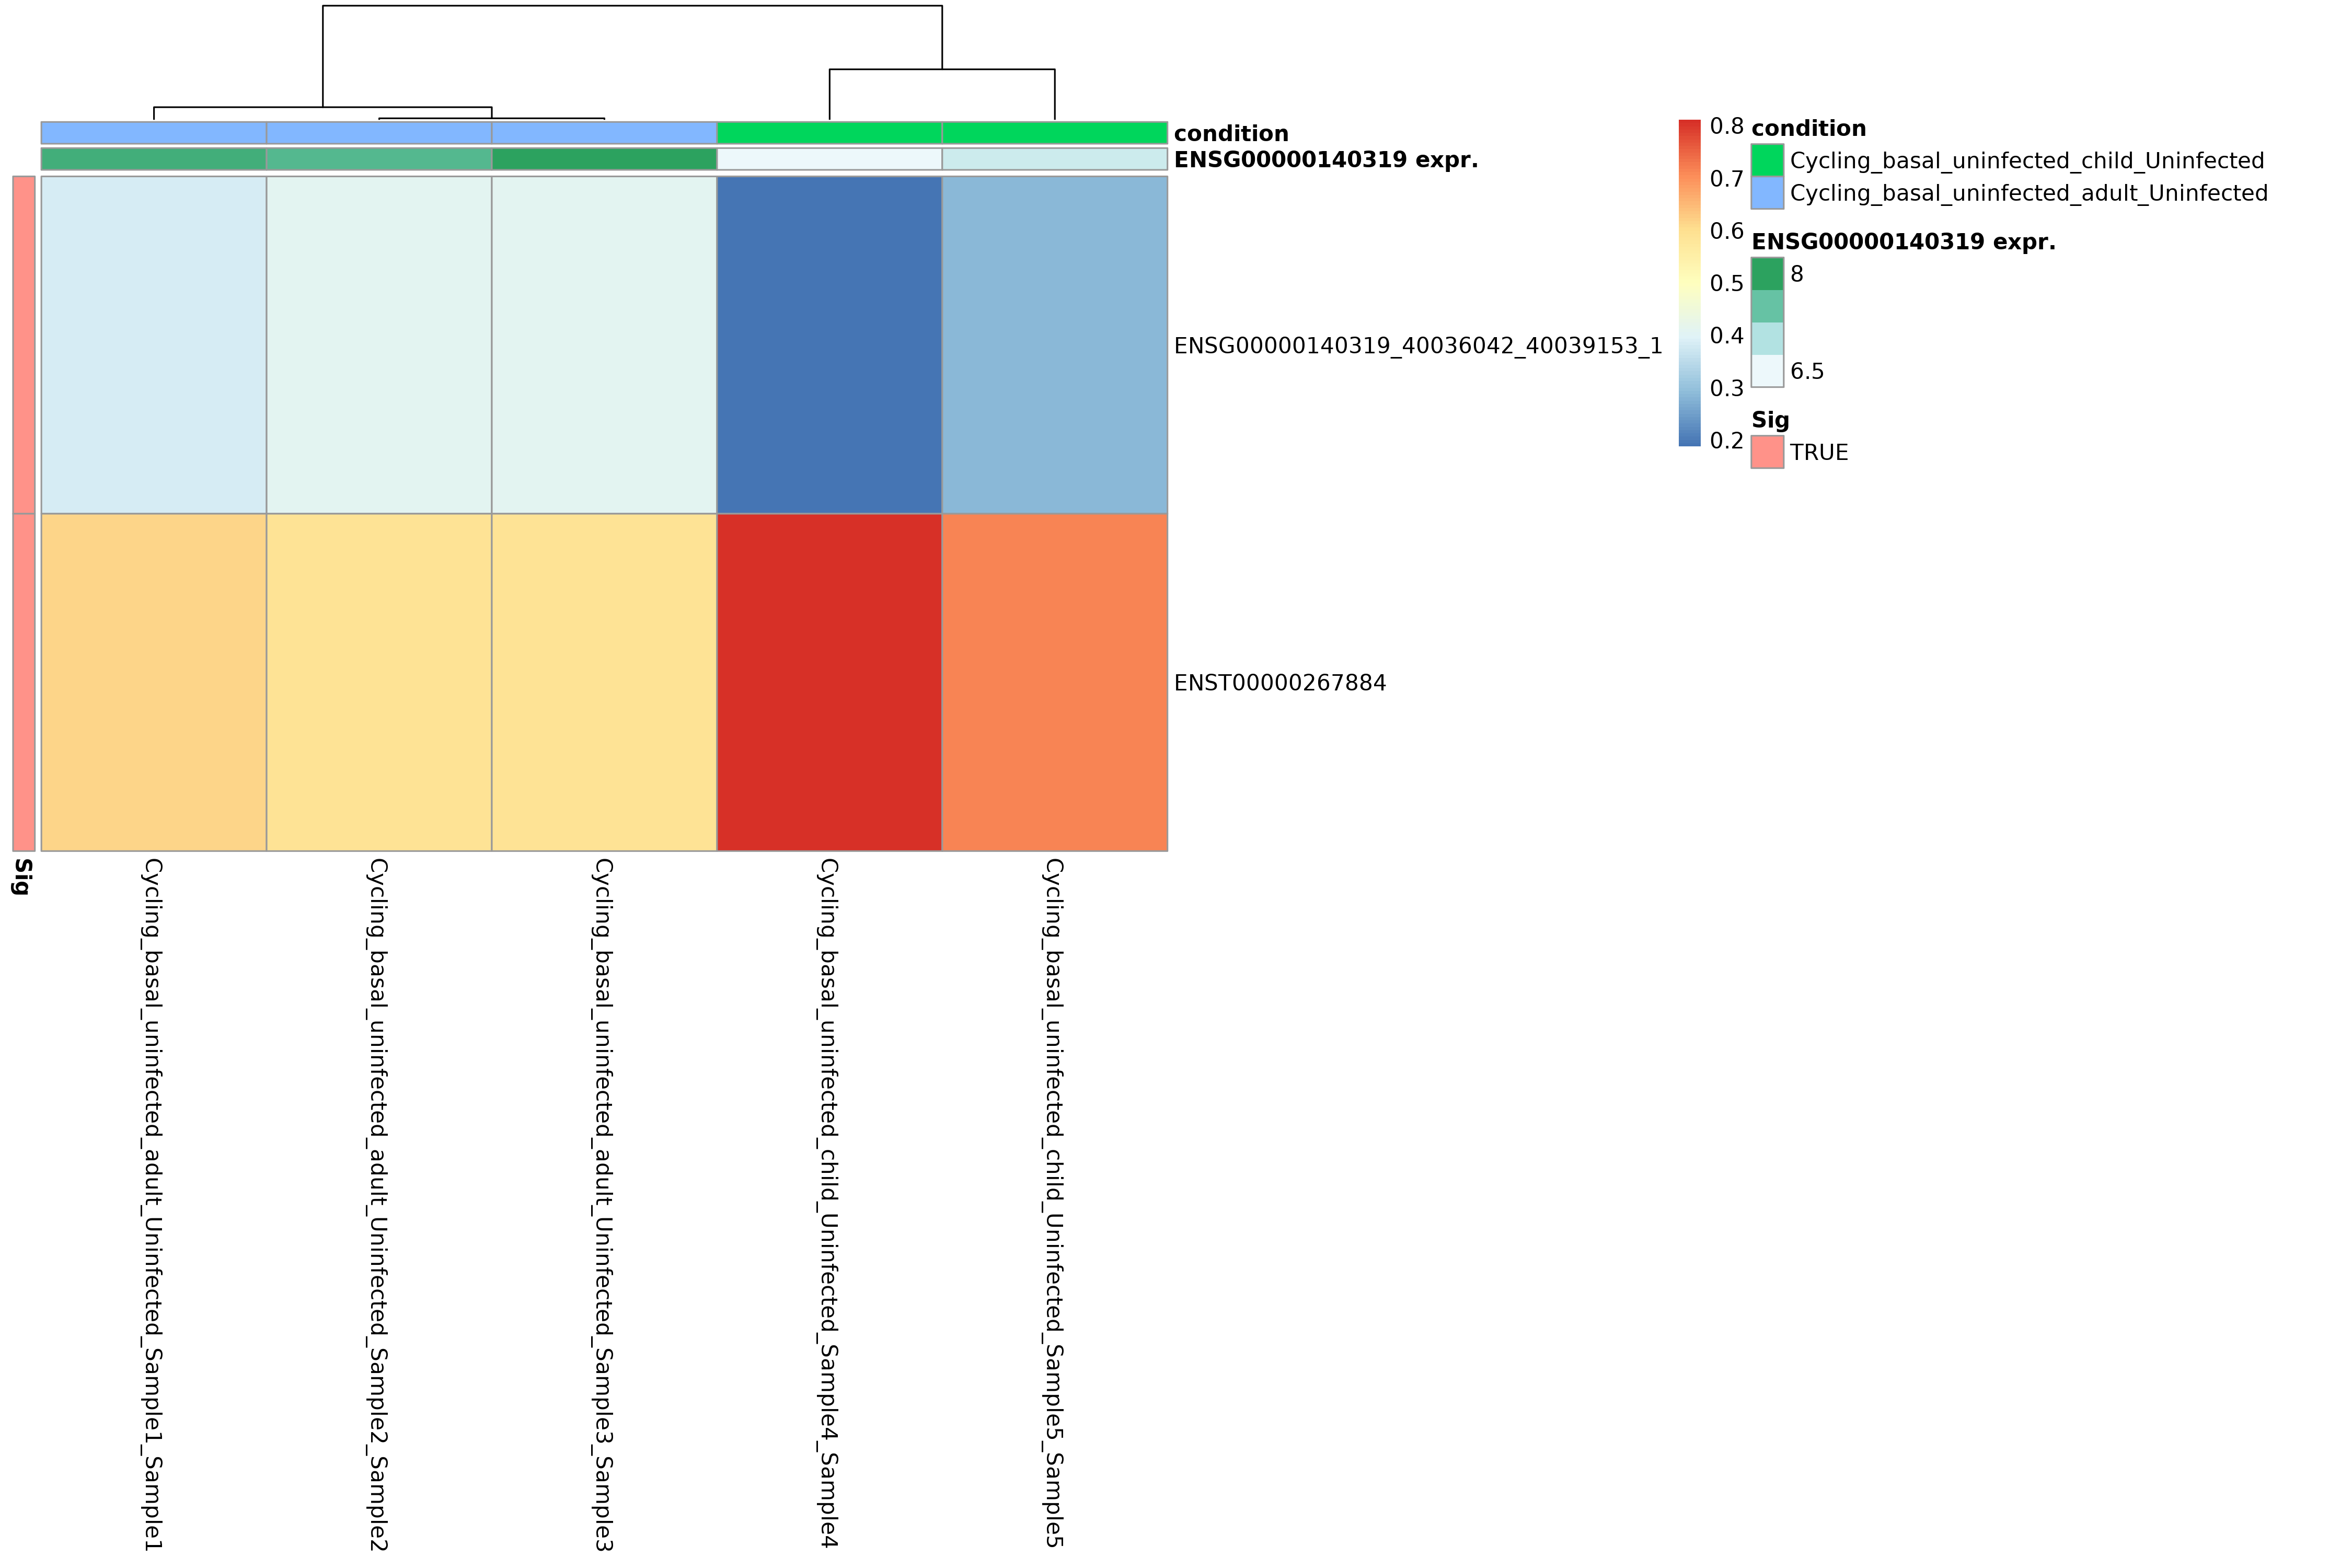 condition
ENSG00000140319 expr.
ENSG00000140319_40036042_40039153_1
ENST00000267884
Sig
Cycling_basal_uninfected_adult_Uninfected_Sample1_Sample1
Cycling_basal_uninfected_adult_Uninfected_Sample2_Sample2
Cycling_basal_uninfected_adult_Uninfected_Sample3_Sample3
Cycling_basal_uninfected_child_Uninfected_Sample4_Sample4
Cycling_basal_uninfected_child_Uninfected_Sample5_Sample5
0.8
0.7
0.6
0.5
0.4
0.3
0.2
condition
Cycling_basal_uninfected_child_Uninfected
Cycling_basal_uninfected_adult_Uninfected
ENSG00000140319 expr.
8
6.5
Sig
TRUE